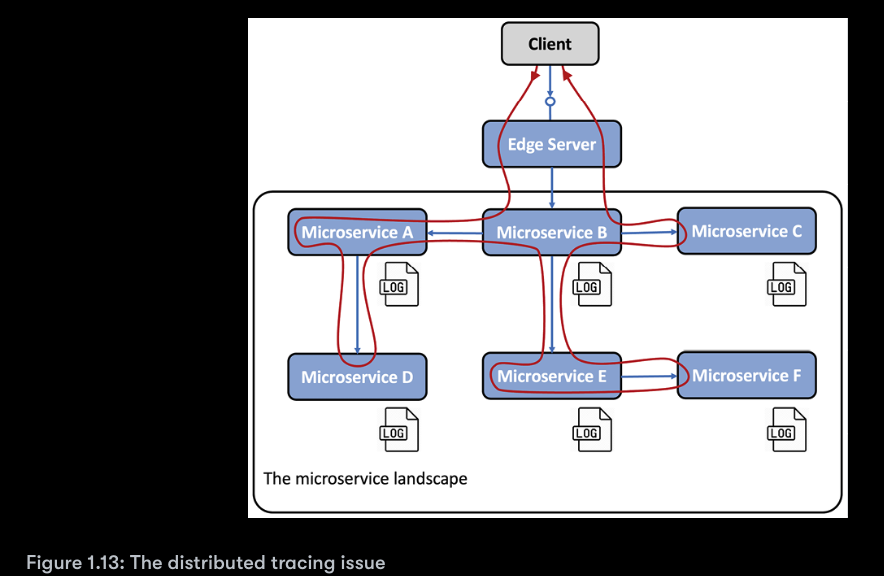 Client
Edge Server
Microservice A
Microservice B
Microservice C
LOG
LOG
LOG
Microservice D
Microservice E
Microservice F
LOG
LOG
LOG
The microservice landscape
Figure 1.13: The distributed tracing issue